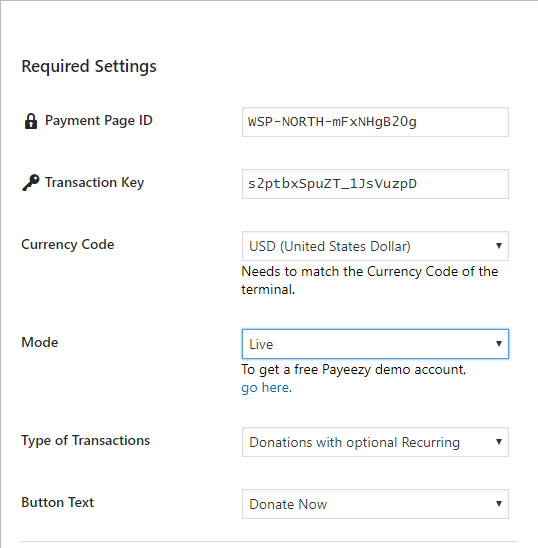 Required Settings
Payment Page ID
WSP-NORTH-mFxNHgB2Og
Transaction Key
s2ptbxSpuZT_1JsVuzpD
Currency Code
USD (United States Dollar)
Needs to match the Currency Code of the
terminal.
Mode
Live
To get a free Payeezy demo account,
go here.
Type of Transactions
Donations with optional Recurring
Button Text
Donate Now